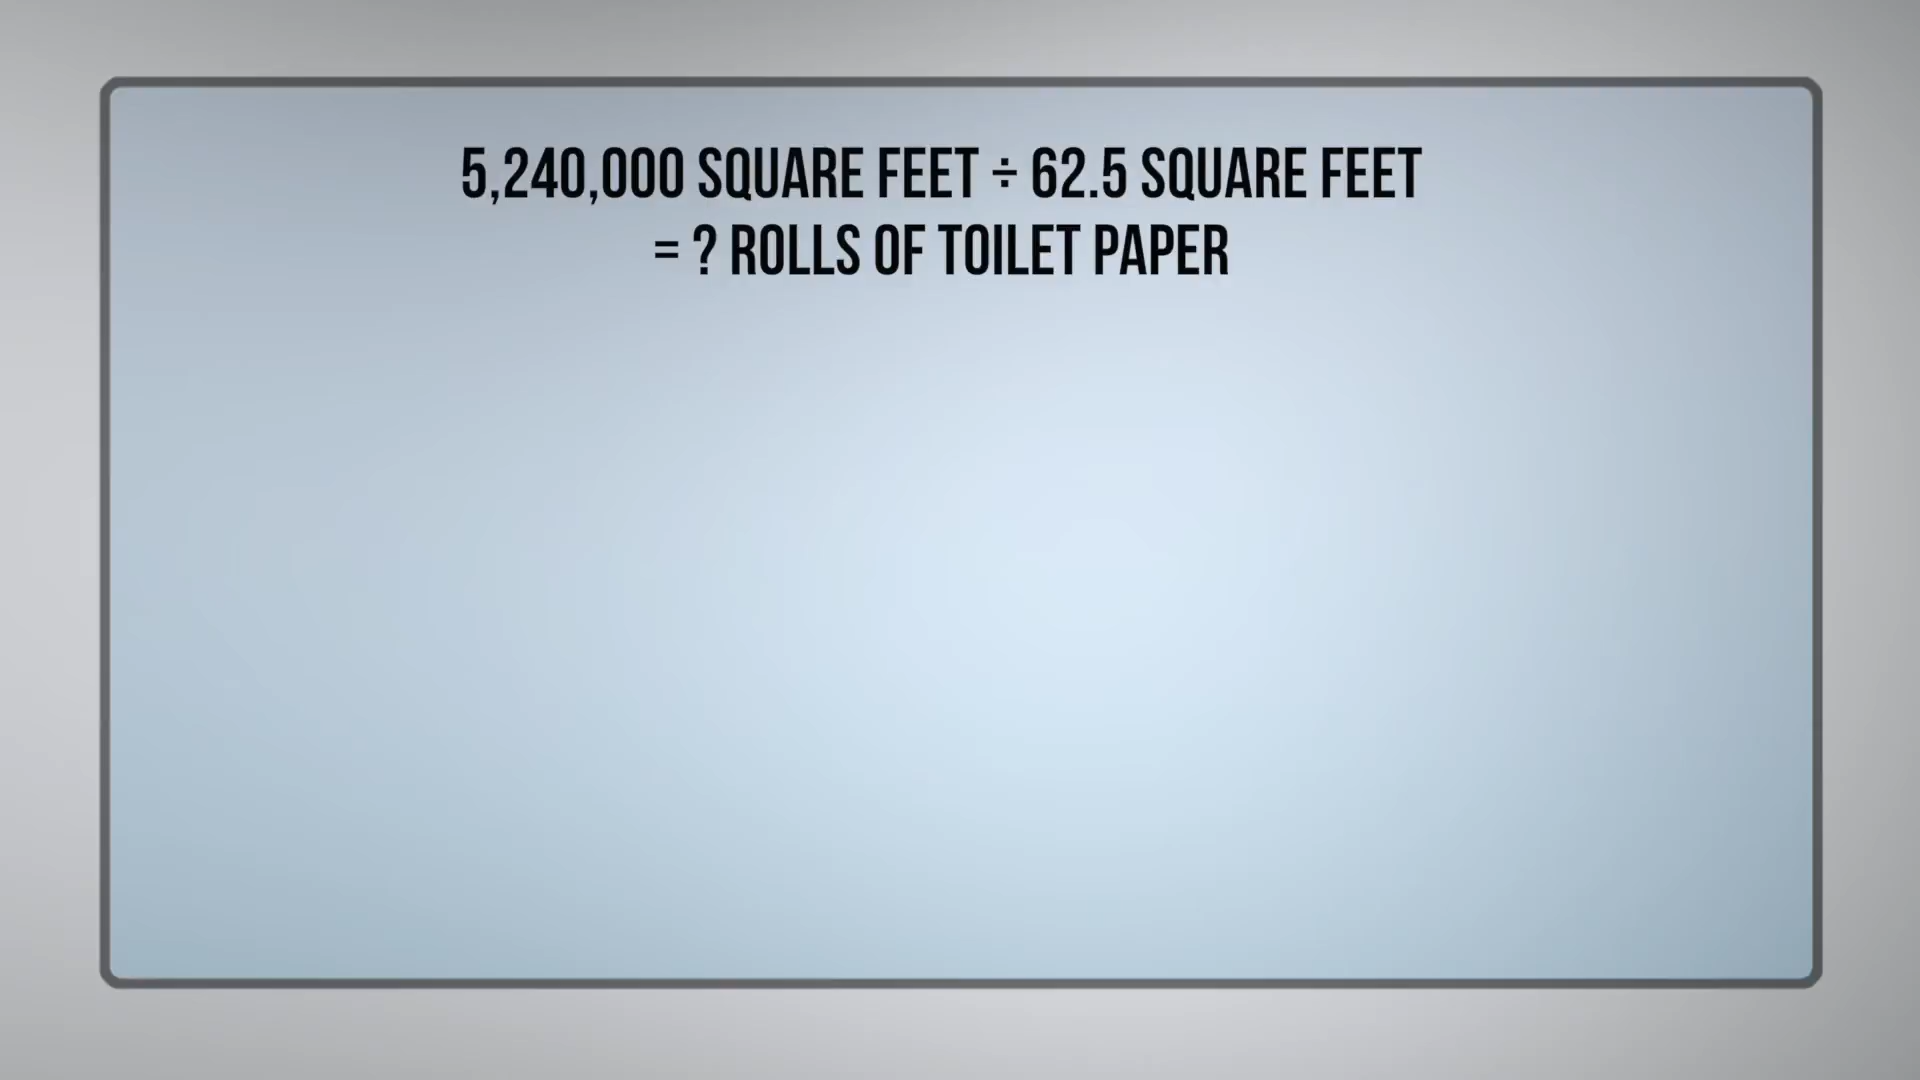 5,240,000 SQUARE FEET ÷ 62.5 SQUARE FEET
= ? ROLLS OF TOILET PAPER